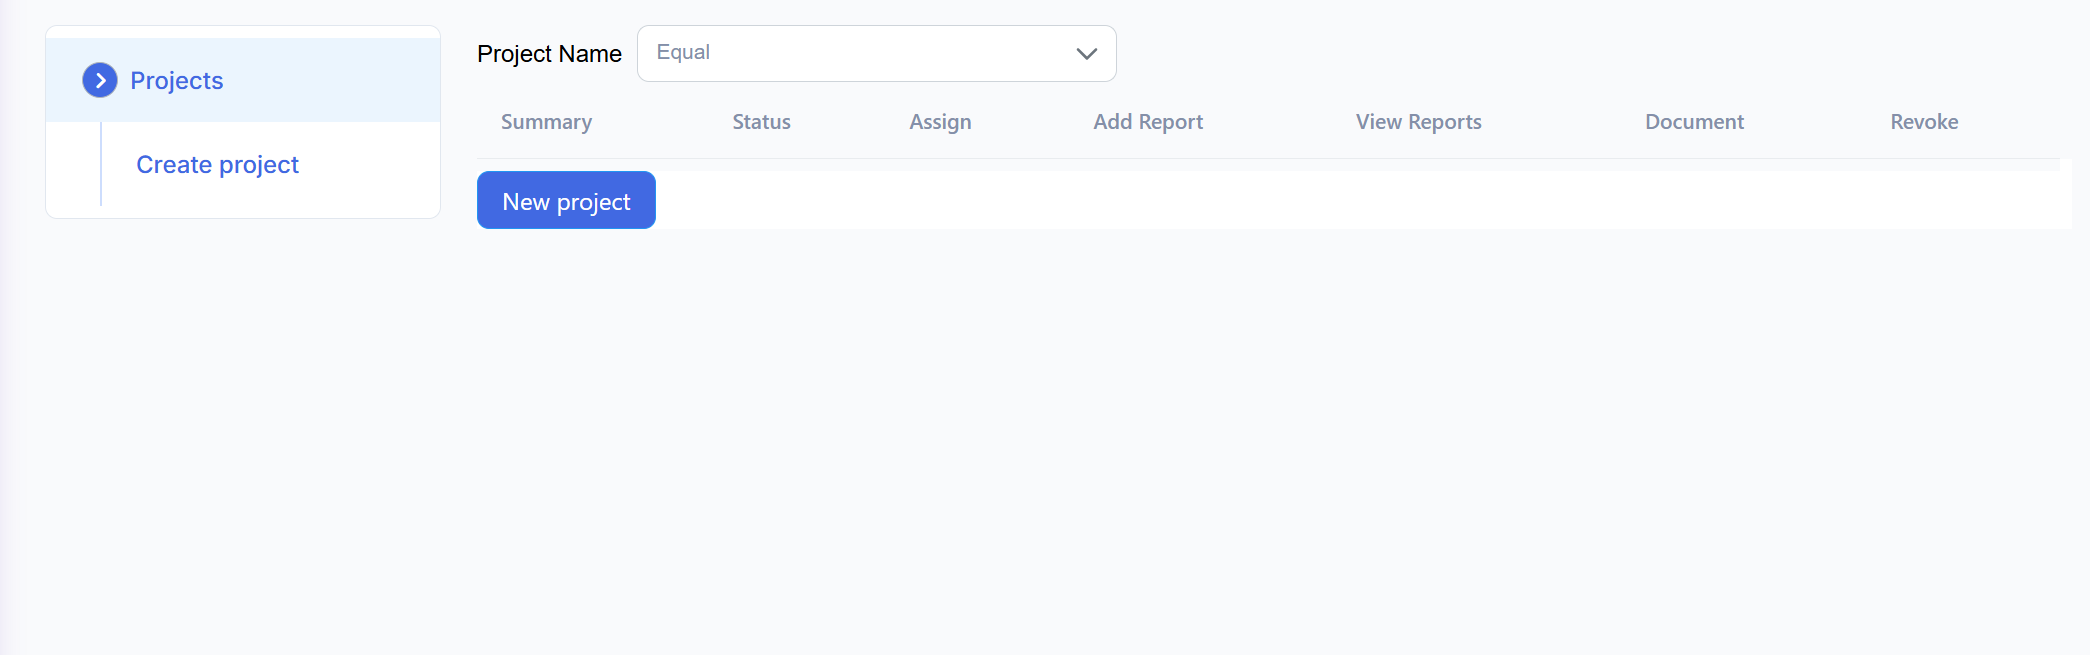 Projects
Create project
Project Name Equal
Summary Status Assign Add Report View Reports Document Revoke
New project